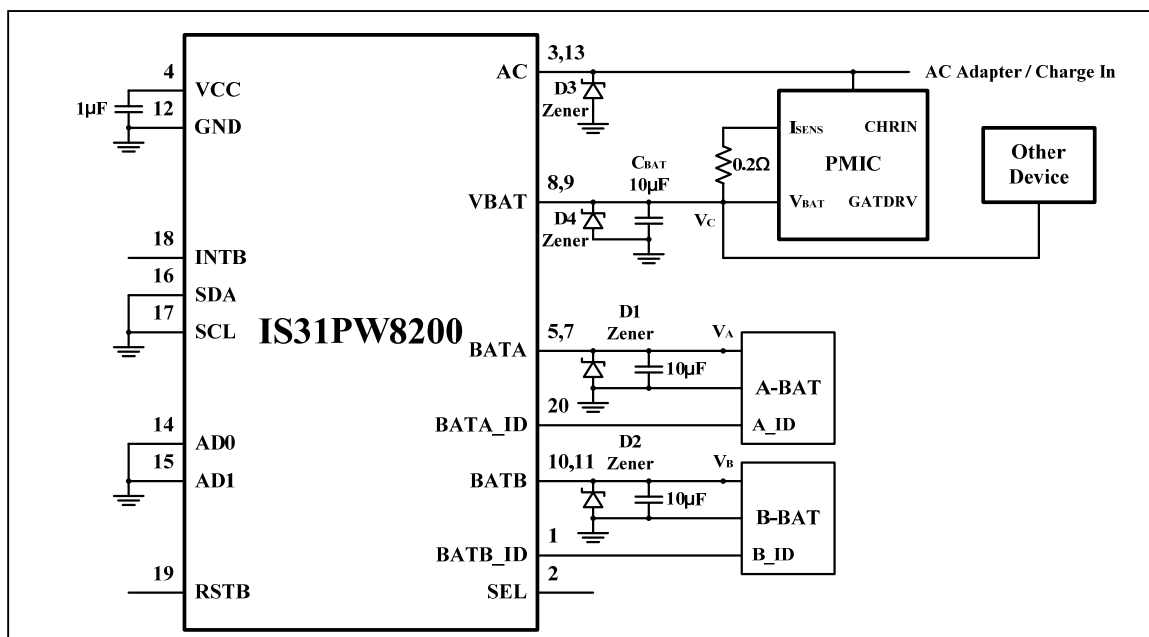 3,13
4
AC
AC Adapter / Charge In
VCC
D3
Zener
1μF
12
GND
ISENS
CHRIN
PMIC
0.2Ω
Other
Device
CBAT
10μF
8,9
VBAT
VBAT
GATDRV
D4
Zener
VC
18
INTB
16
SDA
17
SCL
IS31PW8200
5,7
D1
Zener
VA
BATA
10μF
A-BAT
20
BATA_ID
A_ID
14
AD0
15
AD1
D2
Zener
10,11
VB
BATB
10μF
B-BAT
1
BATB_ID
B_ID
19
RSTB
2
SEL